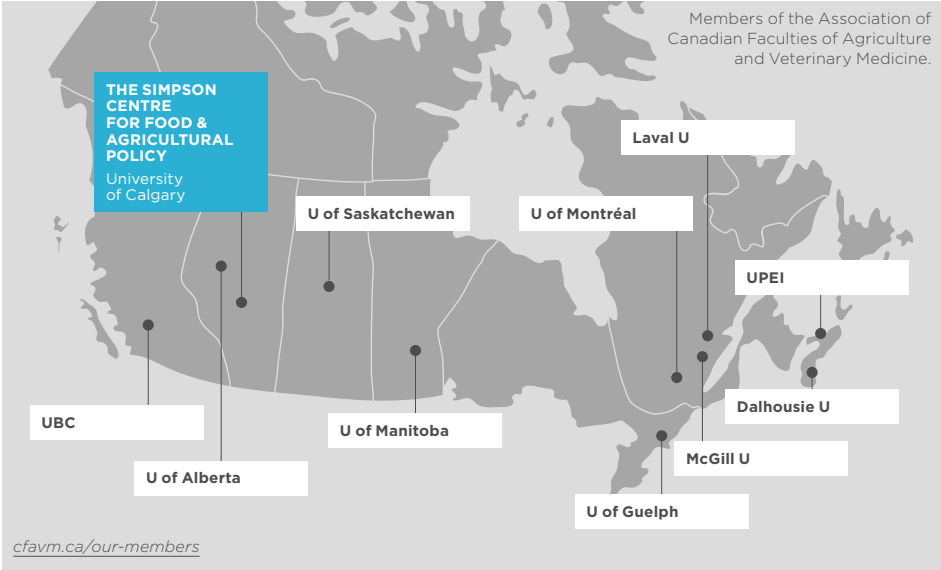 Members of the Association of
Canadian Faculties of Agriculture
and Veterinary Medicine.
THE SIMPSON
CENTRE
FOR FOOD &
AGRICULTURAL
POLICY
University
of Calgary
Laval U
U of Saskatchewan
U of Montréal
UPEI
Dalhousie U
UBC
U of Manitoba
McGill U
U of Alberta
U of Guelph
cfavm.ca/our-members